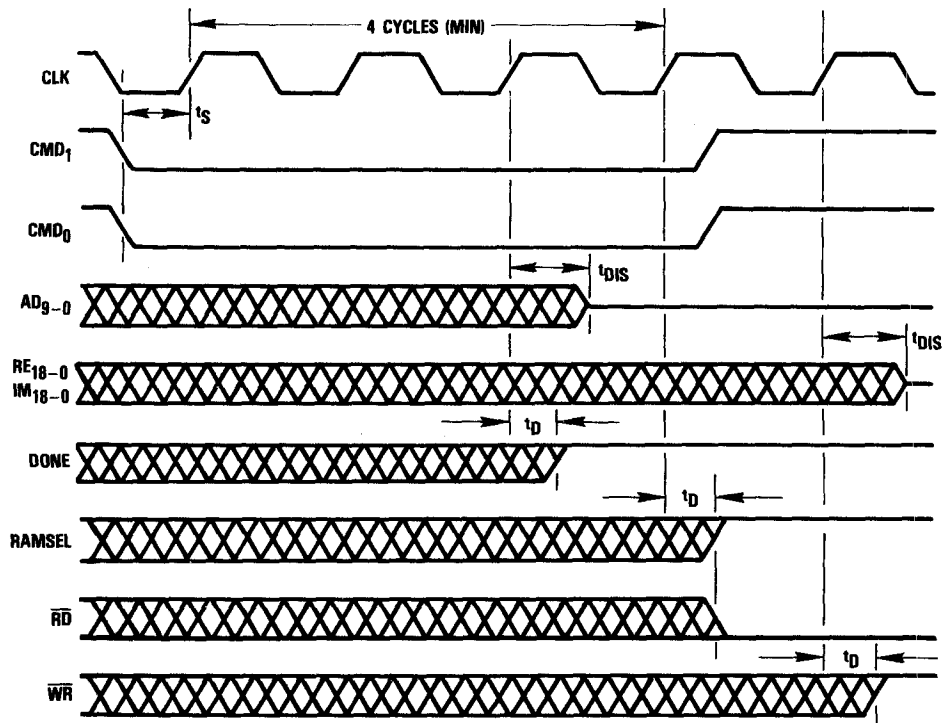 4 CYCLES (MIN)
CLK
tS
CMD1
CMD0
tDIS
AD9–0
tDIS
RE18–0
IM18–0
tD
DONE
tD
RAMSEL
RD
tD
WR